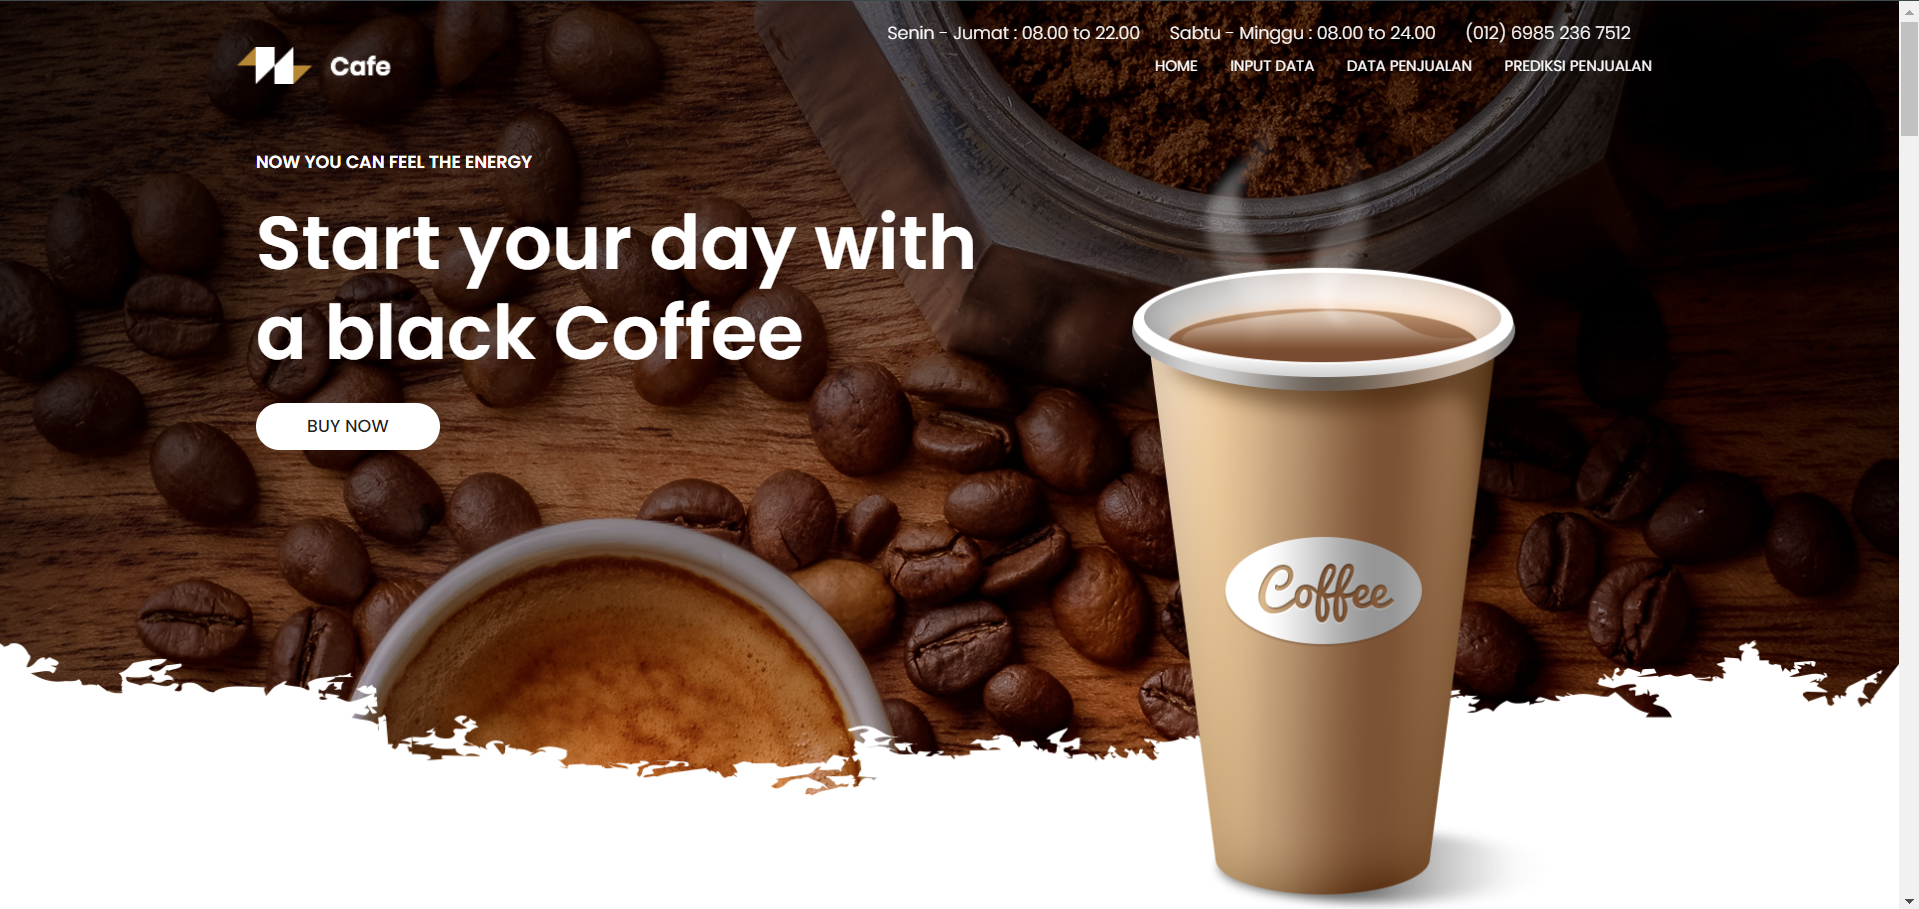 Senin - Jumat : 08.00 to 22.00 Sabtu - Minggu : 08.00 to 24.00 (012) 6985 236 7512
Cafe
HOME INPUT DATA DATA PENJUALAN PREDIKSI PENJUALAN
NOW YOU CAN FEEL THE ENERGY
Start your day with
a black Coffee
BUY NOW
Coffee